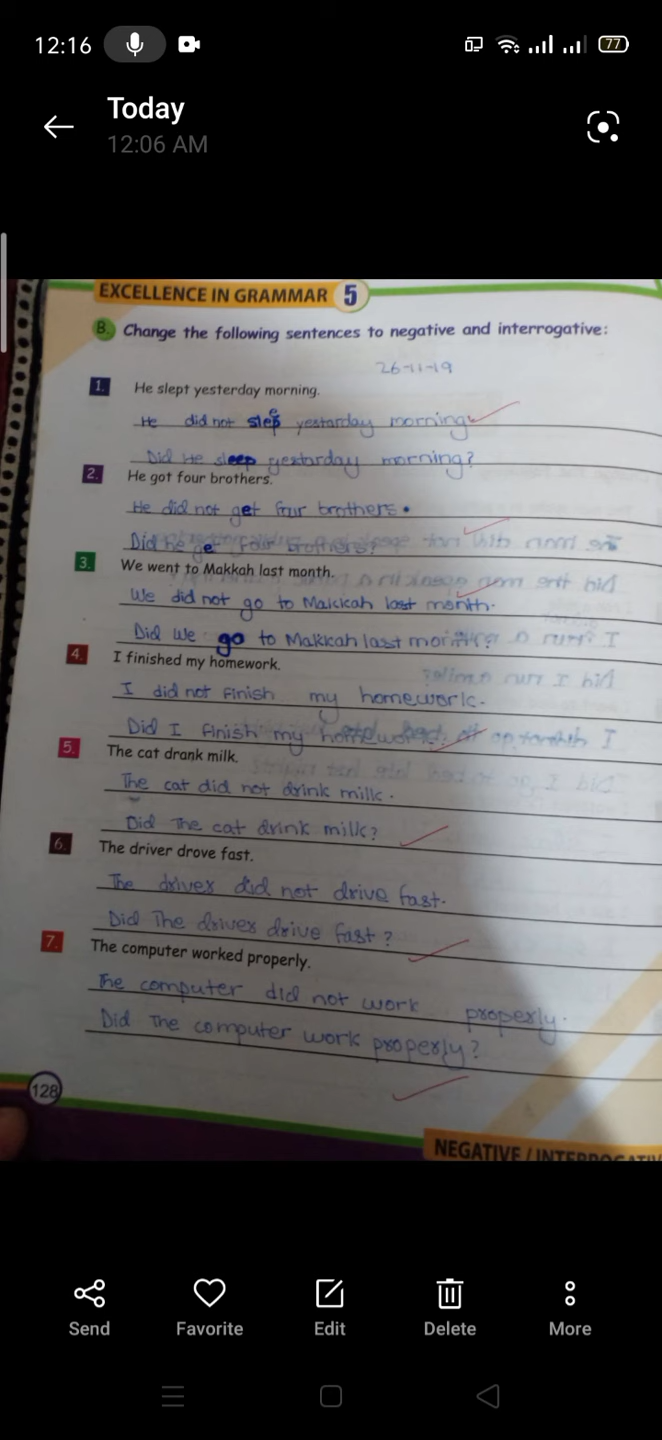 12:16
77
Today
12:06 AM
EXCELLENCE IN GRAMMAR 5
B. Change the following sentences to negative and interrogative:
26-11-19
1. He slept yesterday morning.
He did not sleep yestarday morning
Did He sleep yestarday morning?
2. He got four brothers.
He did not get four brothers.
Did he get four brothers?
3. We went to Makkah last month.
We did not go to Makkah last month.
Did We go to Makkah last month?
4. I finished my homework.
I did not finish my homework.
Did I finish my homework?
5. The cat drank milk.
The cat did not drink milk.
Did The cat drink milk?
6. The driver drove fast.
The driver did not drive fast.
Did The driver drive fast?
7. The computer worked properly.
The computer did not work properly.
Did The computer work properly?
128
NEGATIVE / INTERROGATIV
Send Favorite Edit Delete More